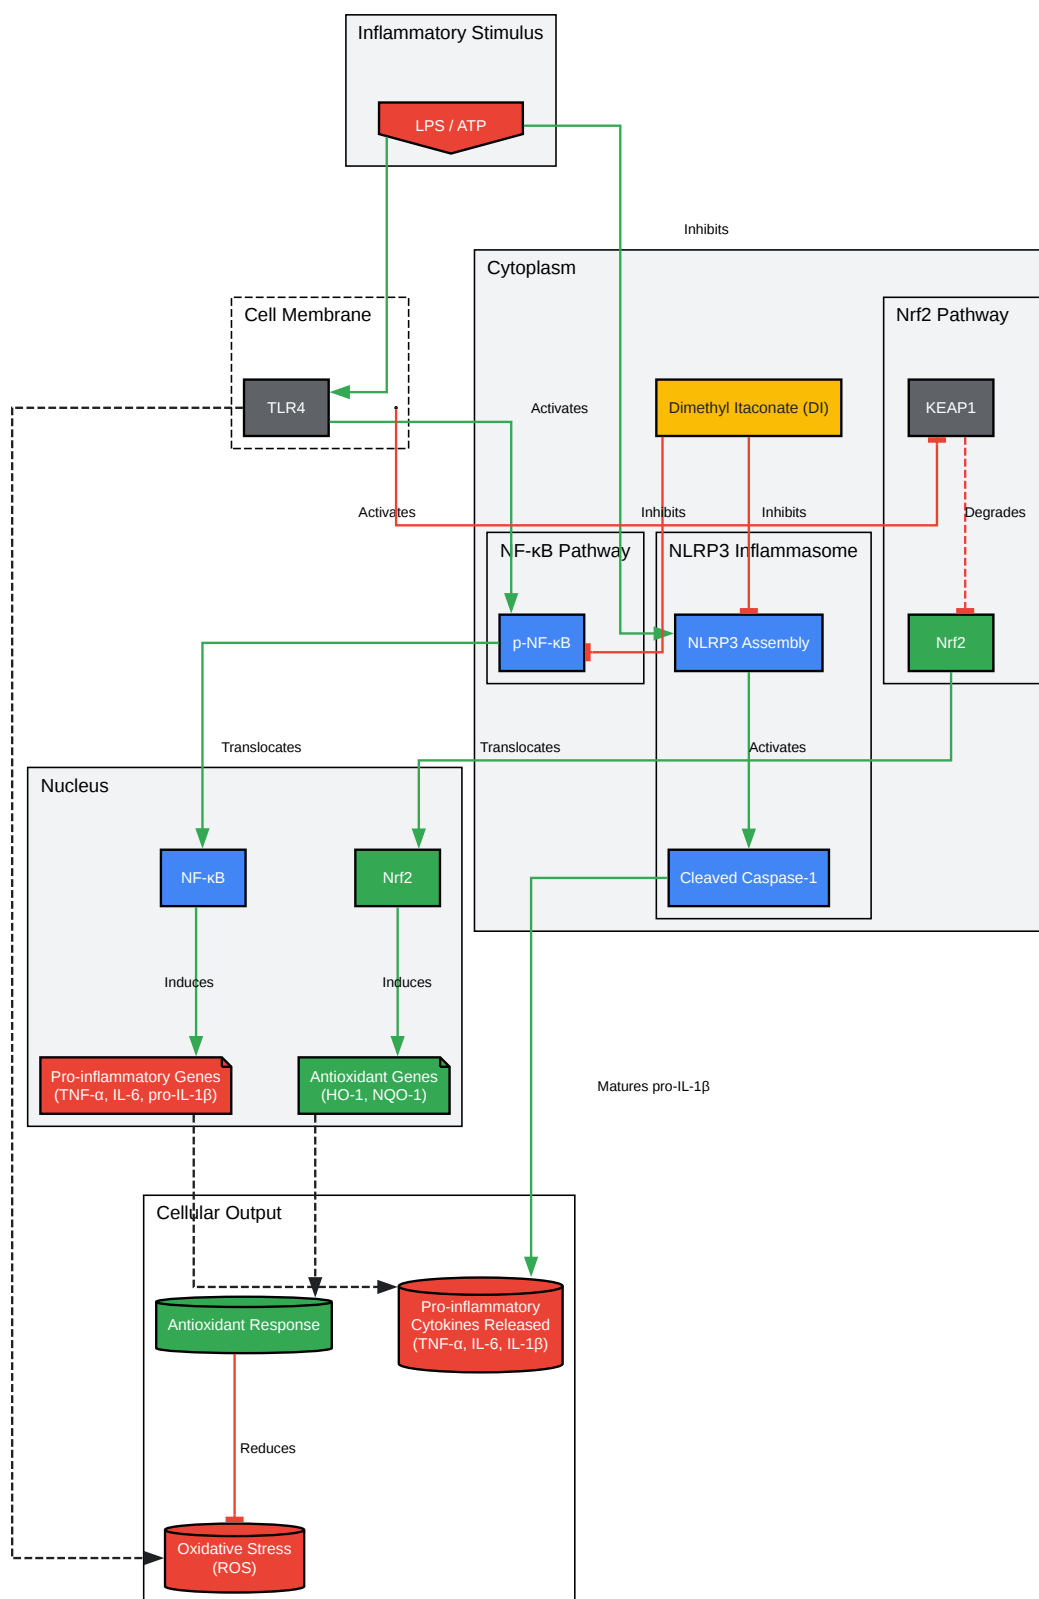 Inflammatory Stimulus
LPS / ATP
Inhibits
Cytoplasm
Cell Membrane
Nrf2 Pathway
TLR4
Activates
Dimethyl Itaconate (DI)
KEAP1
Activates
Inhibits
Inhibits
Degrades
NF-κB Pathway
NLRP3 Inflammasome
p-NF-κB
NLRP3 Assembly
Nrf2
Translocates
Translocates
Activates
Nucleus
NF-κB
Nrf2
Cleaved Caspase-1
Induces
Induces
Pro-inflammatory Genes
(TNF-α, IL-6, pro-IL-1β)
Antioxidant Genes
(HO-1, NQO-1)
Matures pro-IL-1β
Cellular Output
Antioxidant Response
Pro-inflammatory
Cytokines Released
(TNF-α, IL-6, IL-1β)
Reduces
Oxidative Stress
(ROS)